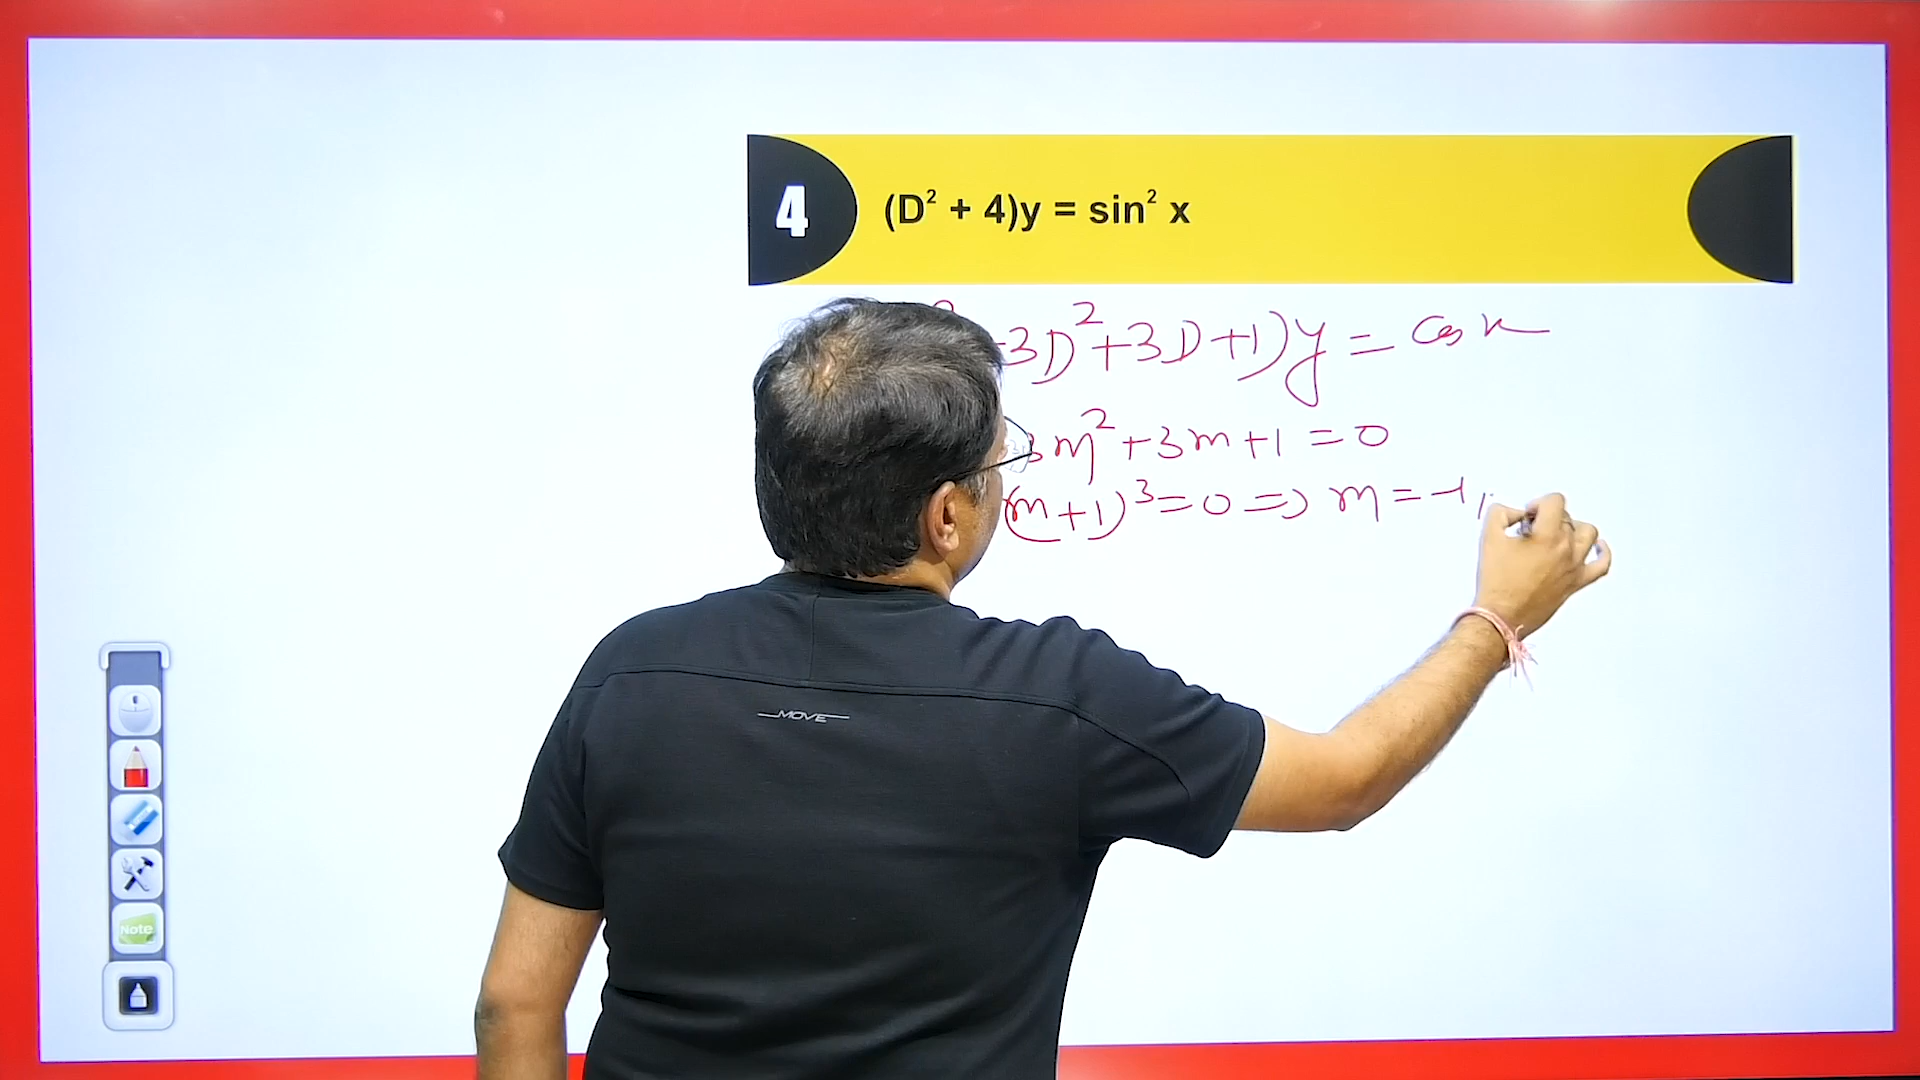 4 (D² + 4)y = sin² x
3D²+3D+1)y = cos x
3m²+3m+1 = 0
(m+1)³=0 ⇒ m = -1,
MOVE
Note